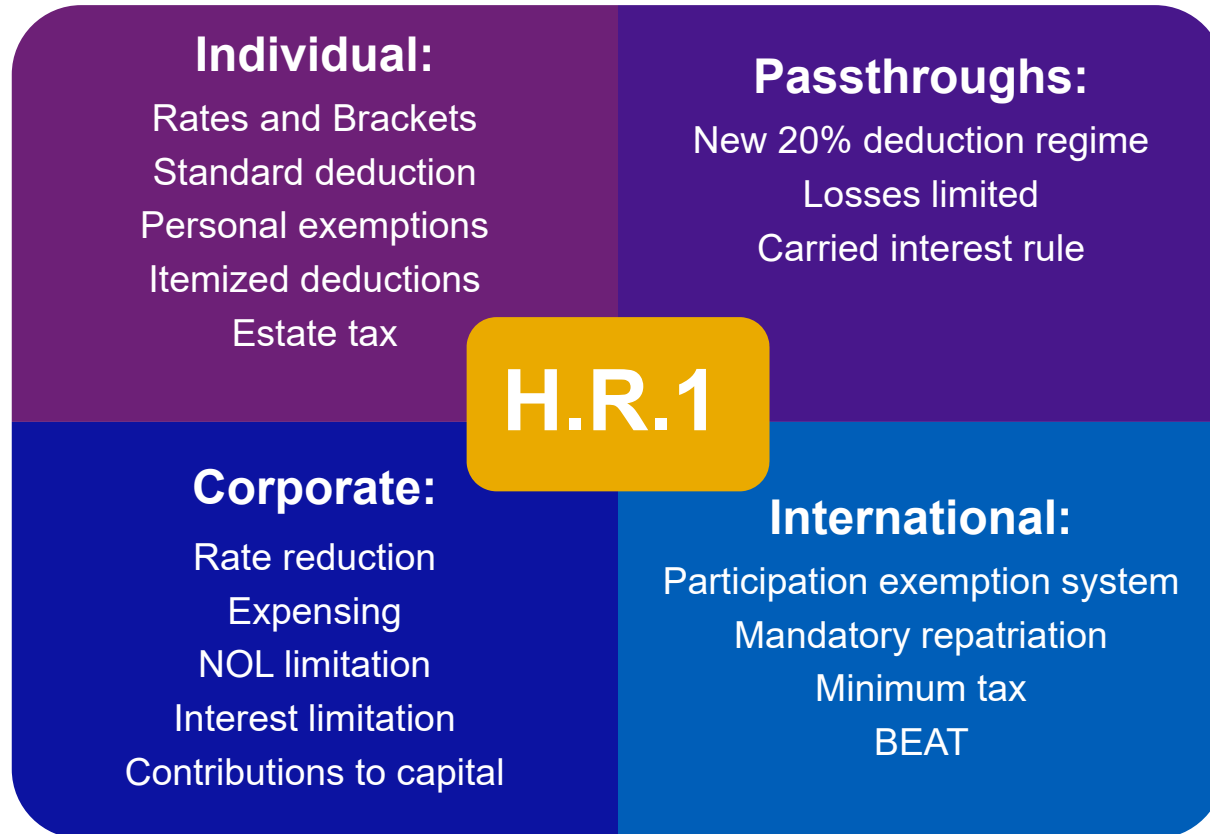 Individual:
Rates and Brackets
Standard deduction
Personal exemptions
Itemized deductions
Estate tax
Passthroughs:
New 20% deduction regime
Losses limited
Carried interest rule
H.R.1
Corporate:
Rate reduction
Expensing
NOL limitation
Interest limitation
Contributions to capital
International:
Participation exemption system
Mandatory repatriation
Minimum tax
BEAT